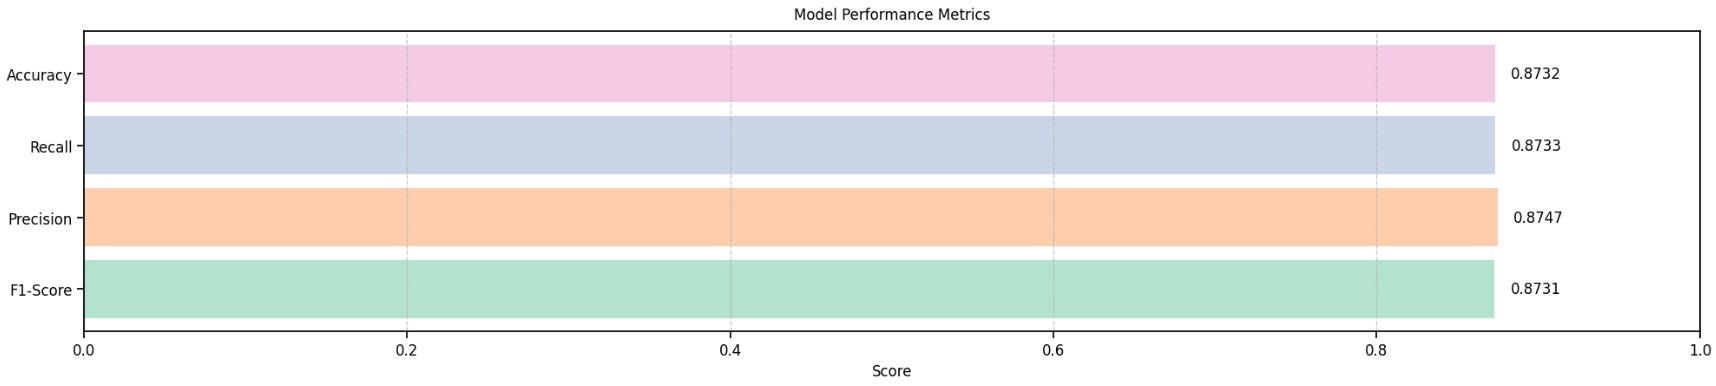 Model Performance Metrics
Accuracy 0.8732
Recall 0.8733
Precision 0.8747
F1-Score 0.8731
0.0 0.2 0.4 0.6 0.8 1.0
Score